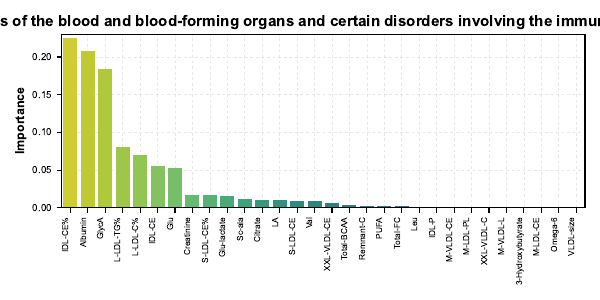 s of the blood and blood-forming organs and certain disorders involving the immu
Importance
0.20
0.15
0.10
0.05
0.00
IDL-CE%
Albumin
GlycA
L-LDL-TG%
L-LDL-C%
IDL-CE
Glu
Creatinine
S-LDL-CE%
Glu-lactate
Sc-ala
Citrate
LA
S-LDL-CE
Val
XXL-VLDL-CE
Total-BCAA
Remnant-C
PUFA
Total-FC
Leu
IDL-P
M-VLDL-CE
M-LDL-PL
XXL-VLDL-C
M-VLDL-L
3-Hydroxybutyrate
M-LDL-CE
Omega-6
VLDL-size